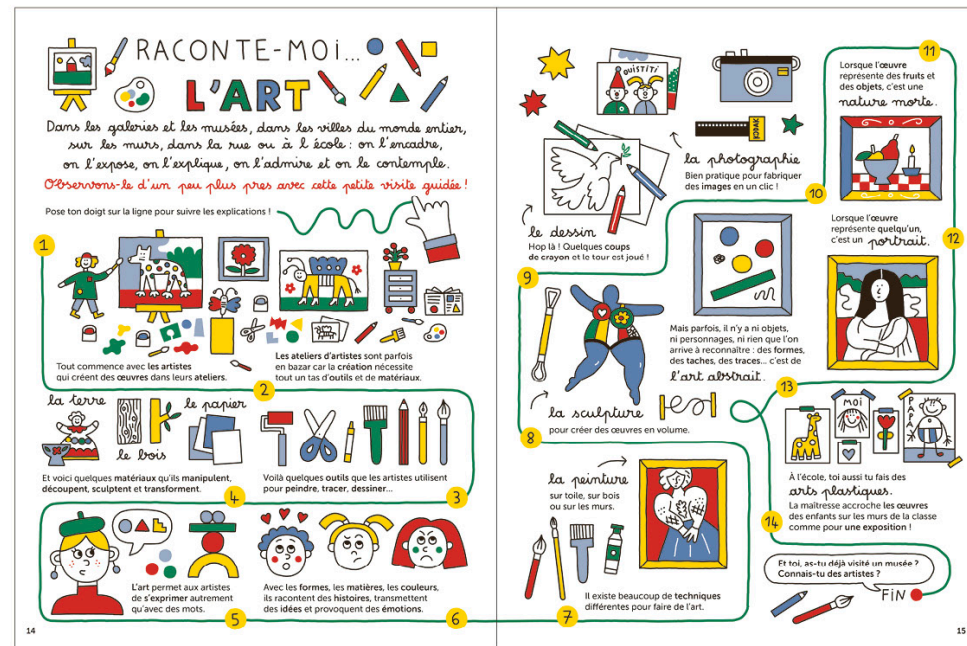 RACONTE-MOI...
L'ART
Dans les galeries et les musées, dans les villes du monde entier,
sur les murs, dans la rue ou à l'école : on l'encadre,
on l'expose, on l'explique, on l'admire et on le contemple.
Observons-le d'un peu plus pres avec cette petite visite guidée !
Pose ton doigt sur la ligne pour suivre les explications !
1
Tout commence avec les artistes
qui créent des œuvres dans leurs ateliers.
Les ateliers d'artistes sont parfois
en bazar car la création nécessite
tout un tas d'outils et de matériaux.
2
la terre
le bois
le papier
Et voici quelques matériaux qu'ils manipulent,
découpent, sculptent et transforment.
Voilà quelques outils que les artistes utilisent
pour peindre, tracer, dessiner...
3
4
L'art permet aux artistes
de s'exprimer autrement
qu'avec des mots.
5
Avec les formes, les matières, les couleurs,
ils racontent des histoires, transmettent
des idées et provoquent des émotions.
6
14
7
la peinture
sur toile, sur bois
ou sur les murs.
Il existe beaucoup de techniques
différentes pour faire de l'art.
8
la sculpture
pour créer des œuvres en volume.
9
le dessin
Hop là ! Quelques coups
de crayon et le tour est joué !
OUISTITI
KODAK
la photographie
Bien pratique pour fabriquer
des images en un clic !
10
Mais parfois, il n'y a ni objets,
ni personnages, ni rien que l'on
arrive à reconnaître : des formes,
des taches, des traces... c'est de
l'art abstrait.
11
Lorsque l'œuvre
représente des fruits et
des objets, c'est une
nature morte.
Lorsque l'œuvre
représente quelqu'un,
c'est un portrait.
12
13
MOI
PAPA
À l'école, toi aussi tu fais des
arts plastiques.
La maîtresse accroche les œuvres
des enfants sur les murs de la classe
comme pour une exposition !
14
Et toi, as-tu déjà visité un musée ?
Connais-tu des artistes ?
FIN
15